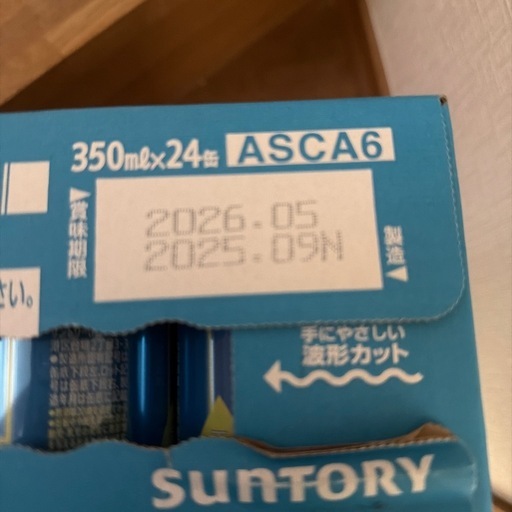 350ml×24缶 ASCA6
▼賞味期限
2026.05
2025.09N
製造▲
さい。
手にやさしい
波形カット
SUNTORY